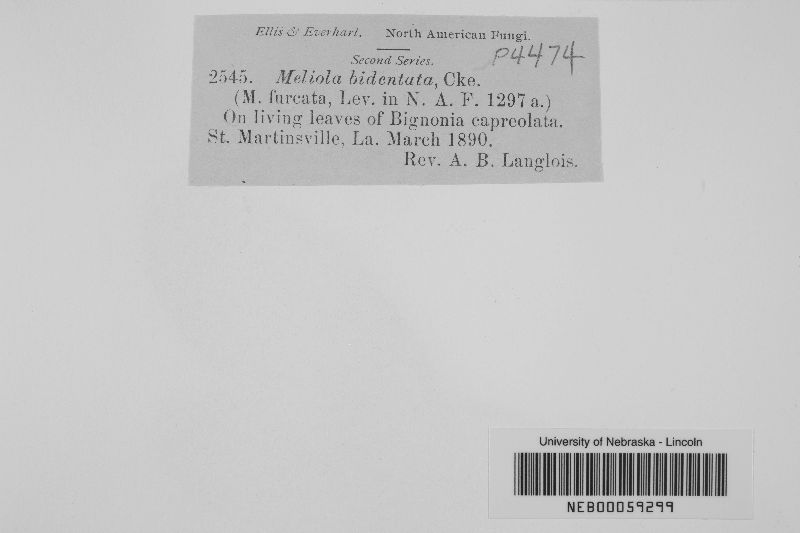 Ellis & Everhart. North American Fungi.
Second Series.
P4474
2545. Meliola bidentata, Cke.
(M. furcata, Lev. in N. A. F. 1297 a.)
On living leaves of Bignonia capreolata.
St. Martinsville, La. March 1890.
Rev. A. B. Langlois.
University of Nebraska - Lincoln
NEB00059299